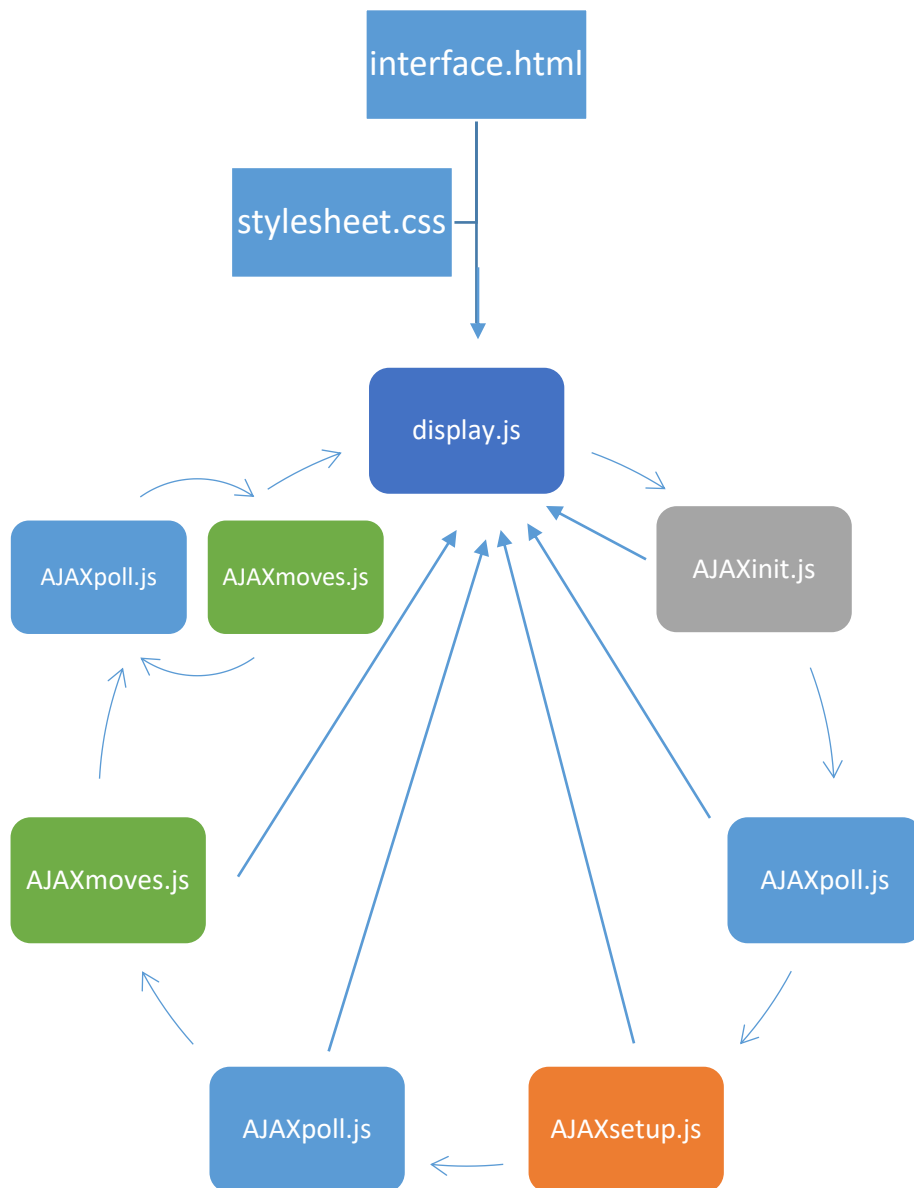 interface.html
stylesheet.css
display.js
AJAXpoll.js
AJAXmoves.js
AJAXinit.js
AJAXmoves.js
AJAXpoll.js
AJAXpoll.js
AJAXsetup.js